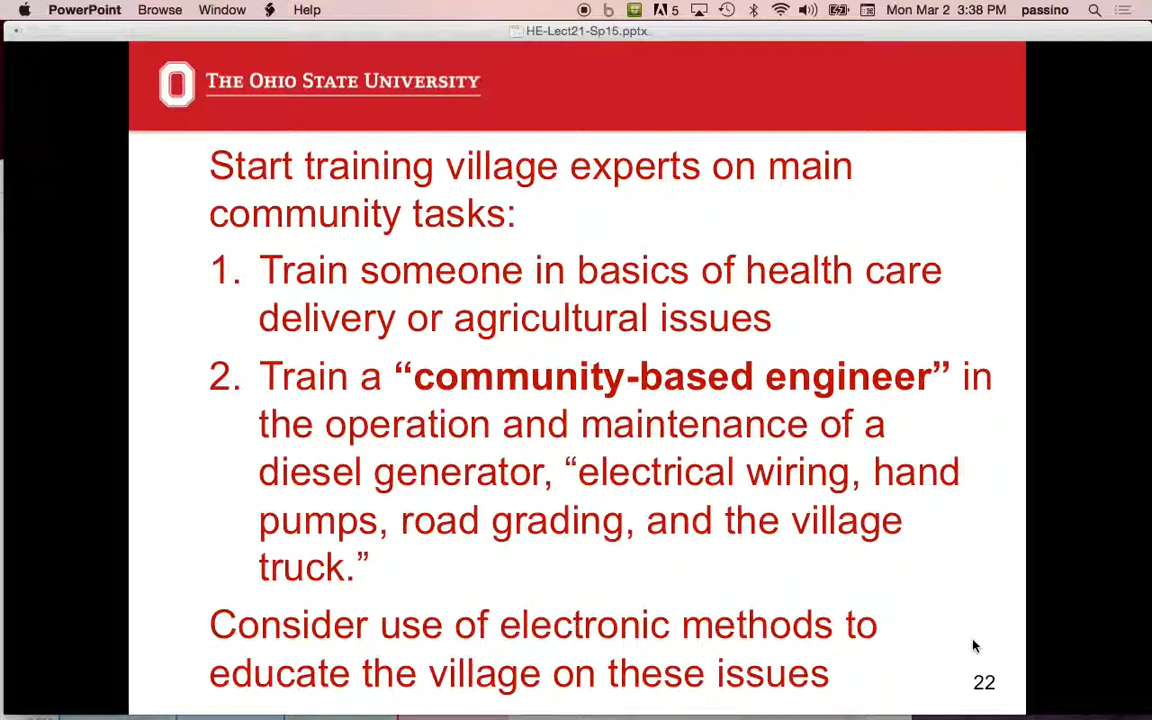 PowerPoint Browse Window Help 5 Mon Mar 2 3:38 PM passino
HE-Lect21-Sp15.pptx
THE OHIO STATE UNIVERSITY
Start training village experts on main
community tasks:
1. Train someone in basics of health care
delivery or agricultural issues
2. Train a “community-based engineer” in
the operation and maintenance of a
diesel generator, “electrical wiring, hand
pumps, road grading, and the village
truck.”
Consider use of electronic methods to
educate the village on these issues
22